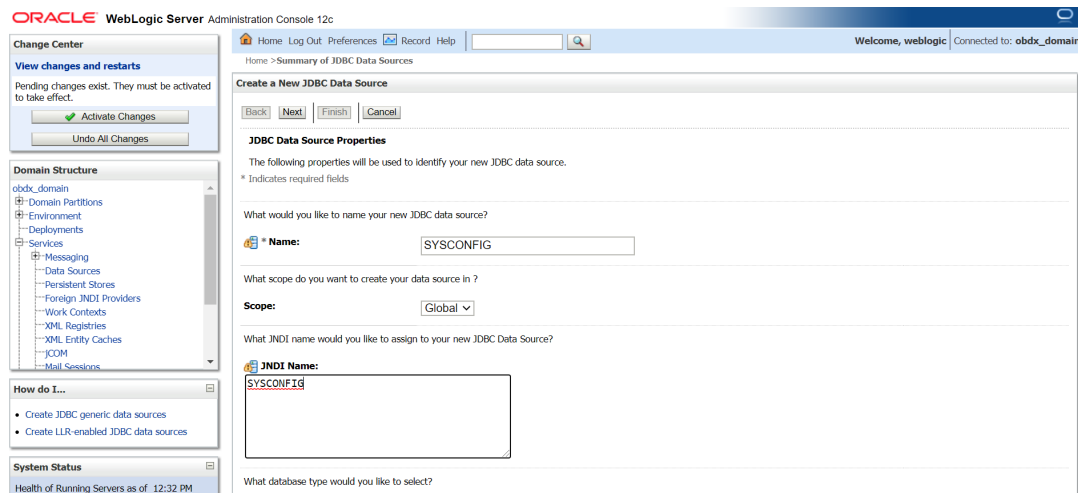 ORACLE WebLogic Server Administration Console 12c
Change Center
View changes and restarts
Pending changes exist. They must be activated
to take effect.
Activate Changes
Undo All Changes
Domain Structure
obdx_domain
Domain Partitions
Environment
Deployments
Services
Messaging
Data Sources
Persistent Stores
Foreign JNDI Providers
Work Contexts
XML Registries
XML Entity Caches
jCOM
Mail Sessions
How do I...
Create JDBC generic data sources
Create LLR-enabled JDBC data sources
System Status
Health of Running Servers as of 12:32 PM
Home Log Out Preferences Record Help
Welcome, weblogic Connected to: obdx_domain
Home >Summary of JDBC Data Sources
Create a New JDBC Data Source
Back Next Finish Cancel
JDBC Data Source Properties
The following properties will be used to identify your new JDBC data source.
* Indicates required fields
What would you like to name your new JDBC data source?
* Name: SYSCONFIG
What scope do you want to create your data source in ?
Scope: Global
What JNDI name would you like to assign to your new JDBC Data Source?
JNDI Name:
SYSCONFIG
What database type would you like to select?